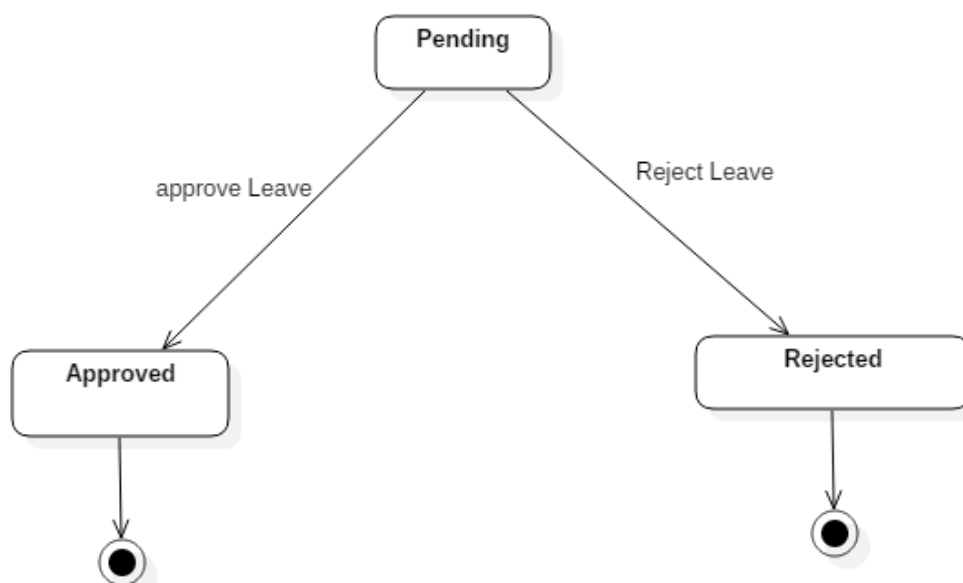 Pending
approve Leave
Reject Leave
Approved
Rejected